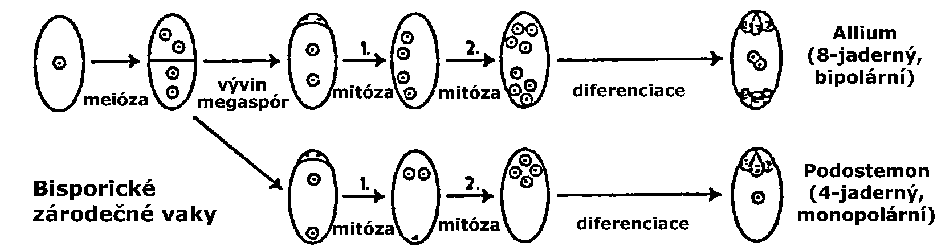 1.
2.
meióza
vývin
megaspór
mitóza
mitóza
diferenciace
Allium
(8-jaderný,
bipolární)
Bisporické
zárodečné vaky
1.
2.
mitóza
mitóza
diferenciace
Podostemon
(4-jaderný,
monopolární)